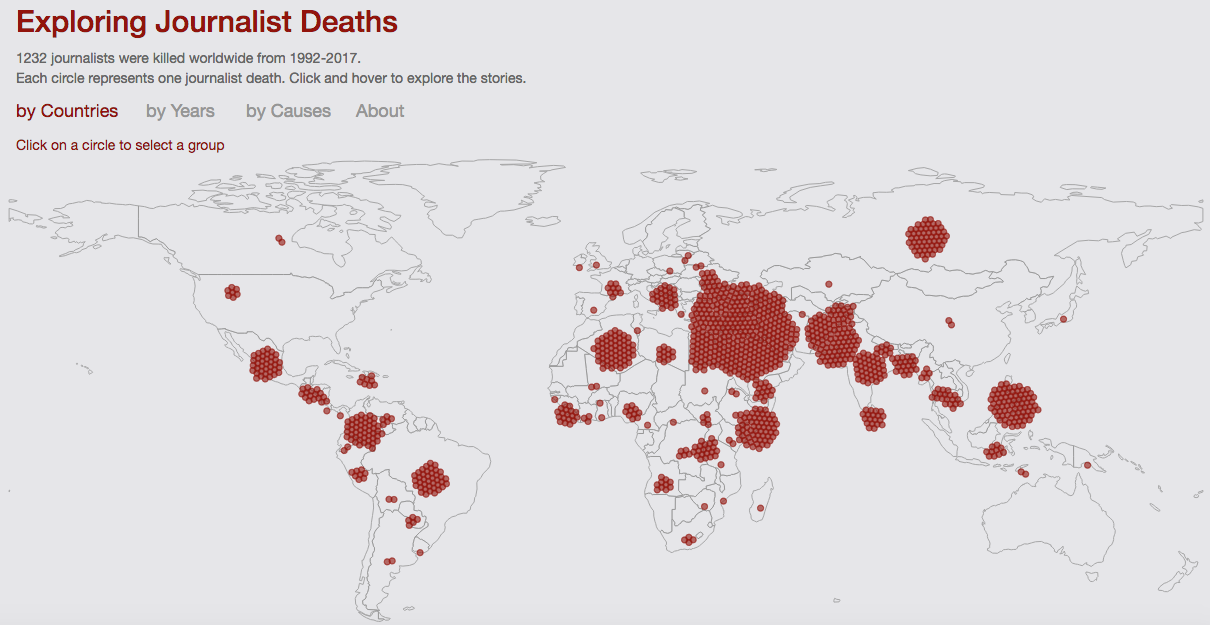 Exploring Journalist Deaths
1232 journalists were killed worldwide from 1992-2017.
Each circle represents one journalist death. Click and hover to explore the stories.
by Countries by Years by Causes About
Click on a circle to select a group